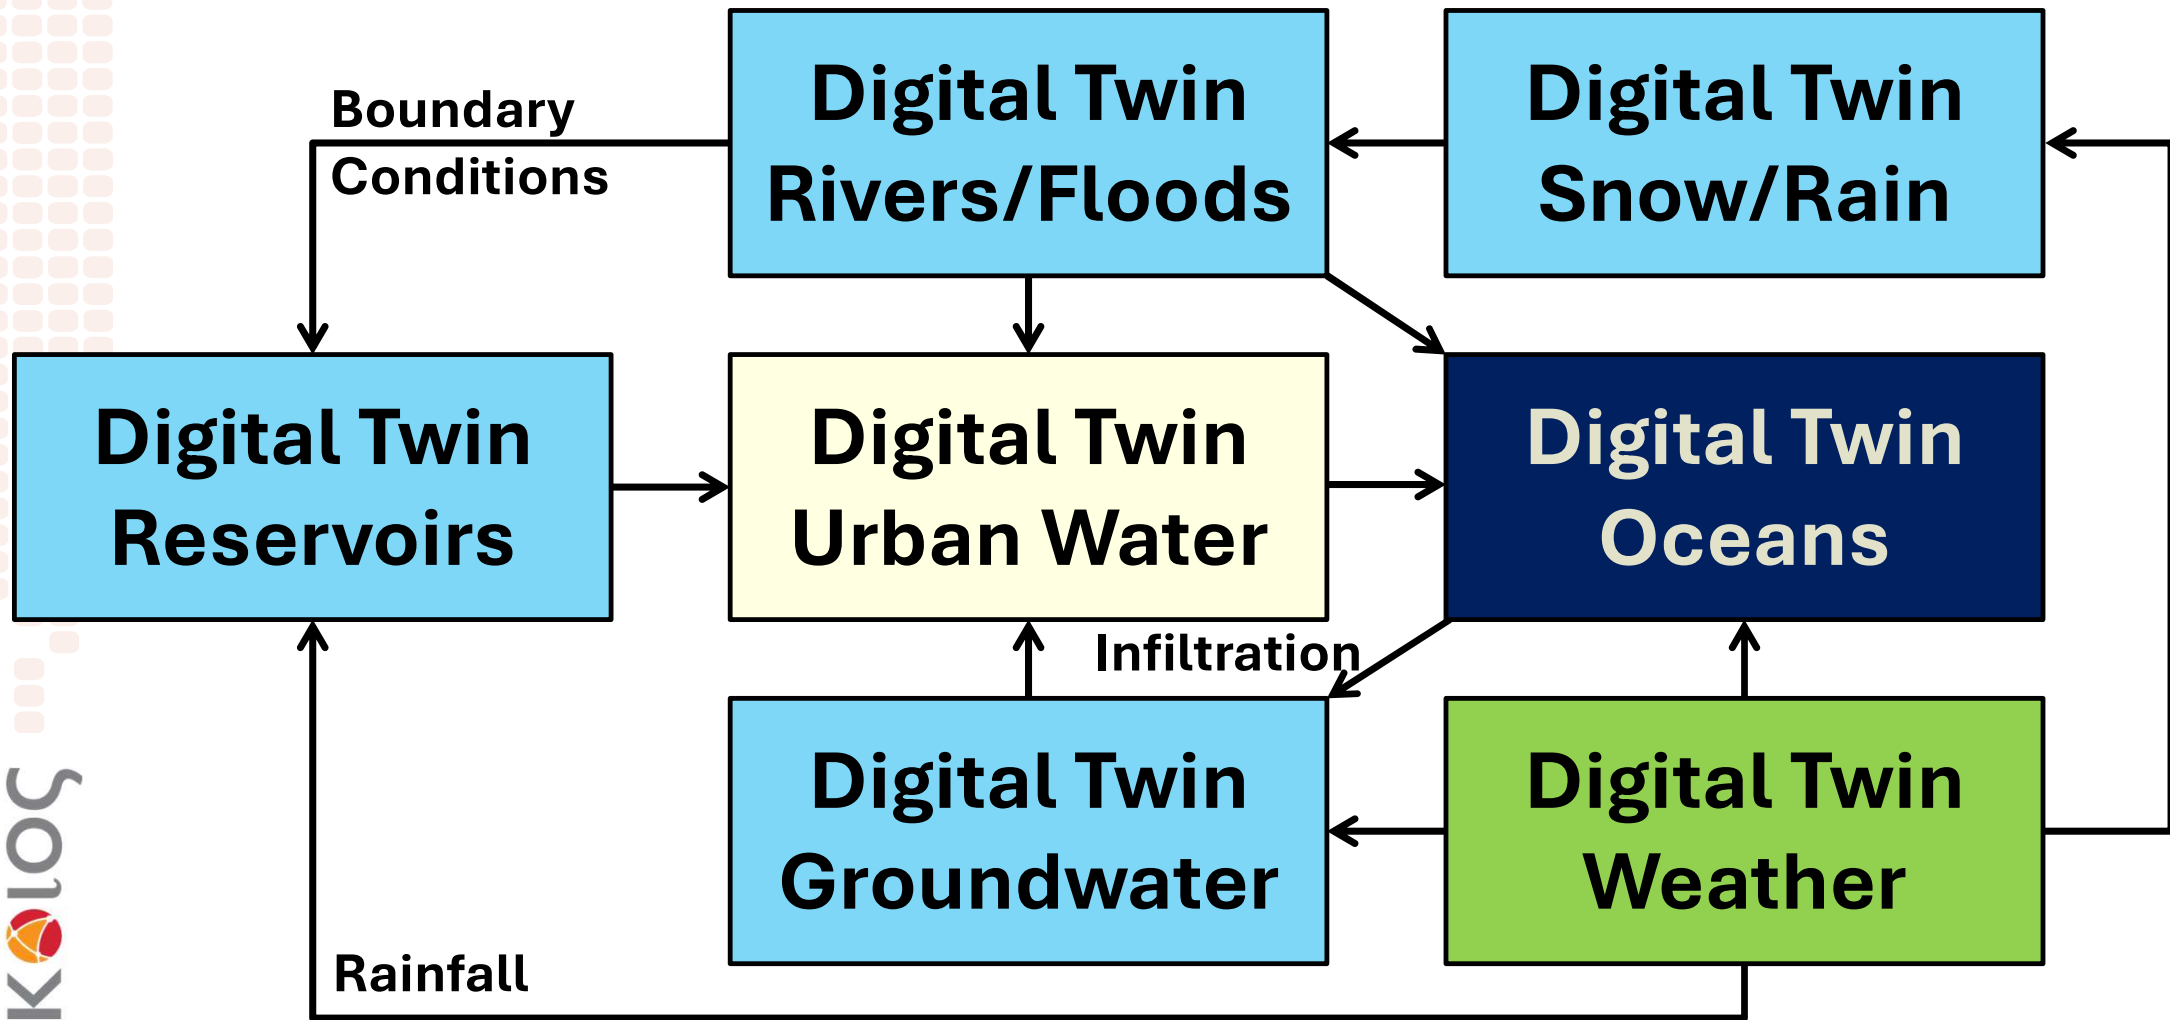 Boundary
Conditions
Digital Twin
Rivers/Floods
Digital Twin
Snow/Rain
Digital Twin
Reservoirs
Digital Twin
Urban Water
Digital Twin
Oceans
Infiltration
Digital Twin
Groundwater
Digital Twin
Weather
Rainfall
κοιος